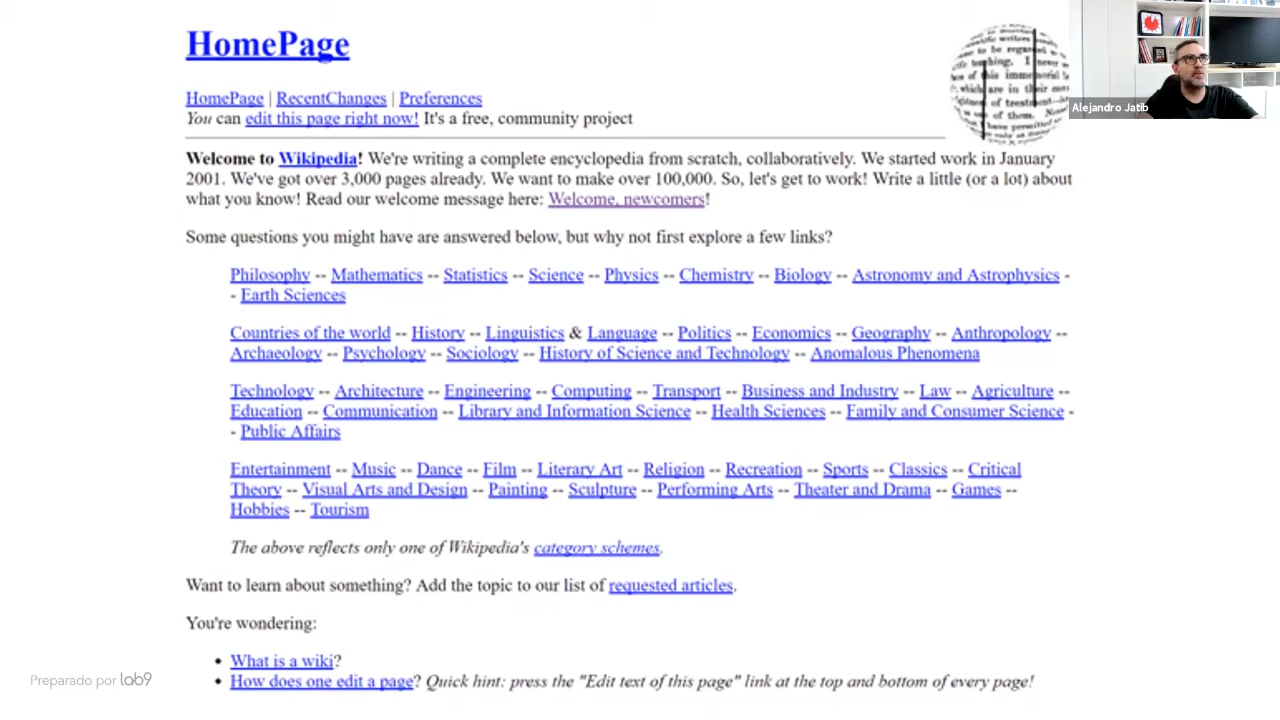 HomePage
HomePage | RecentChanges | Preferences
You can edit this page right now! It's a free, community project
Welcome to Wikipedia! We're writing a complete encyclopedia from scratch, collaboratively. We started work in January
2001. We've got over 3,000 pages already. We want to make over 100,000. So, let's get to work! Write a little (or a lot) about
what you know! Read our welcome message here: Welcome, newcomers!
Some questions you might have are answered below, but why not first explore a few links?
Philosophy -- Mathematics -- Statistics -- Science -- Physics -- Chemistry -- Biology -- Astronomy and Astrophysics -
- Earth Sciences
Countries of the world -- History -- Linguistics & Language -- Politics -- Economics -- Geography -- Anthropology --
Archaeology -- Psychology -- Sociology -- History of Science and Technology -- Anomalous Phenomena
Technology -- Architecture -- Engineering -- Computing -- Transport -- Business and Industry -- Law -- Agriculture --
Education -- Communication -- Library and Information Science -- Health Sciences -- Family and Consumer Science -
- Public Affairs
Entertainment -- Music -- Dance -- Film -- Literary Art -- Religion -- Recreation -- Sports -- Classics -- Critical
Theory -- Visual Arts and Design -- Painting -- Sculpture -- Performing Arts -- Theater and Drama -- Games --
Hobbies -- Tourism
The above reflects only one of Wikipedia's category schemes.
Want to learn about something? Add the topic to our list of requested articles.
You're wondering:
• What is a wiki?
• How does one edit a page? Quick hint: press the "Edit text of this page" link at the top and bottom of every page!
Preparado por lab9
Alejandro Jatib